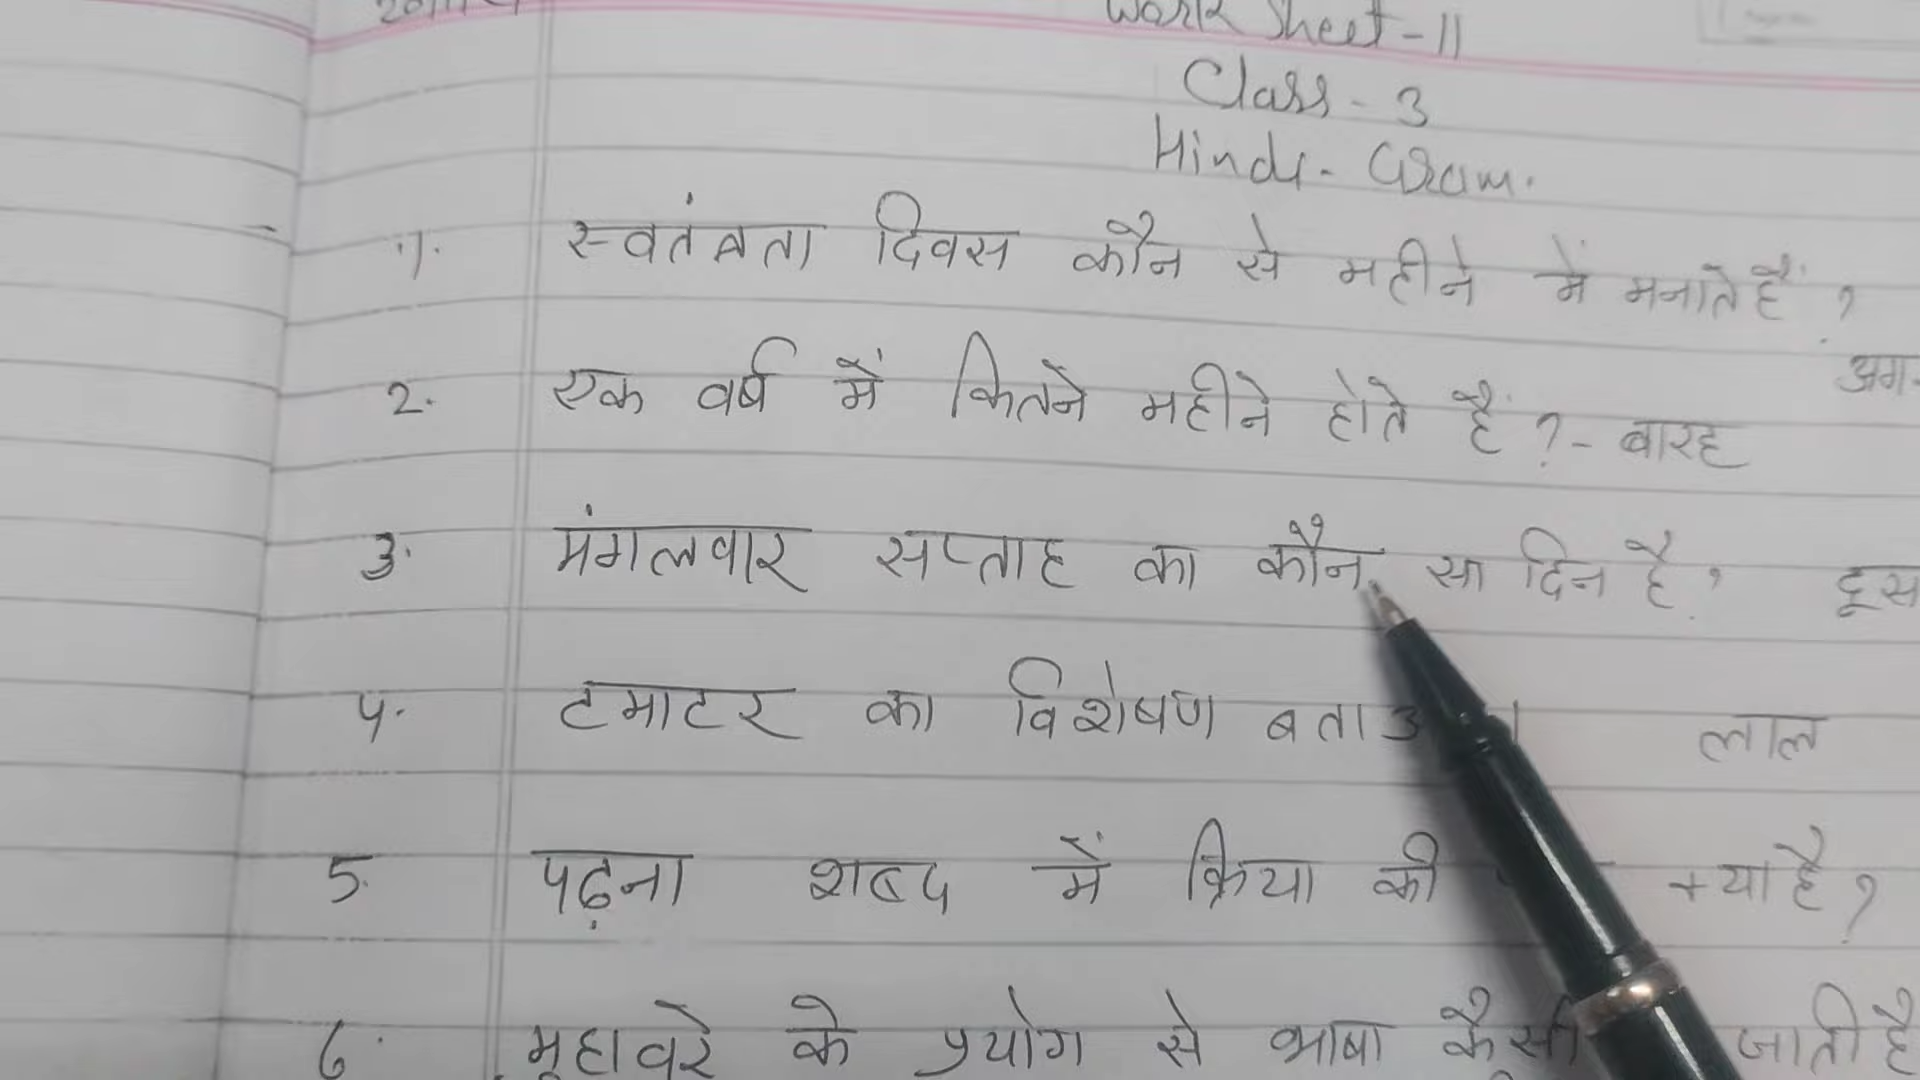 Work Sheet-11
Class - 3
Hindi - Gram.
1. स्वतंत्रता दिवस कौन से महीने में मनाते हैं ?
अग
2. एक वर्ष में कितने महीने होते हैं ? - बारह
3. मंगलवार सप्ताह का कौन सा दिन है ? दूस
4. टमाटर का विशेषण बताओ लाल
5. पढ़ना शब्द में क्रिया की क्या है ?
6. मूहावरे के प्रयोग से भाषा कैसी जाती है